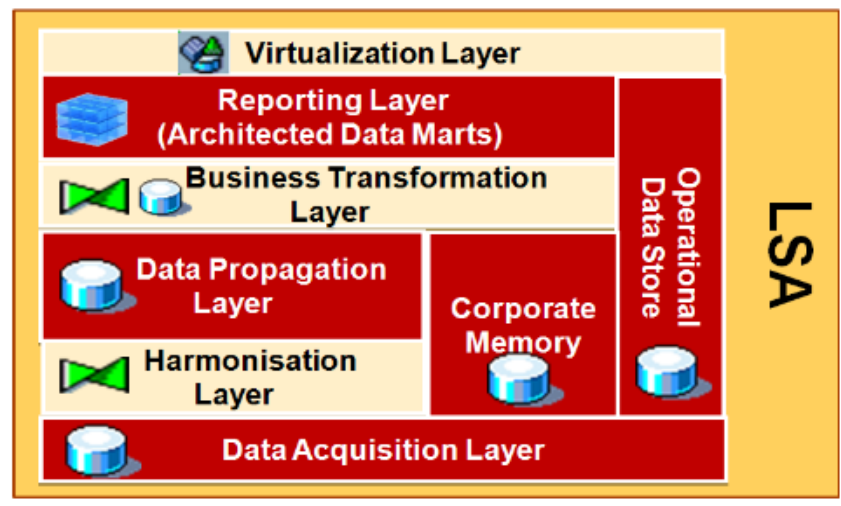 Virtualization Layer
Reporting Layer
(Architected Data Marts)
Business Transformation
Layer
Data Propagation
Layer
Harmonisation
Layer
Corporate
Memory
Operational
Data Store
Data Acquisition Layer
LSA